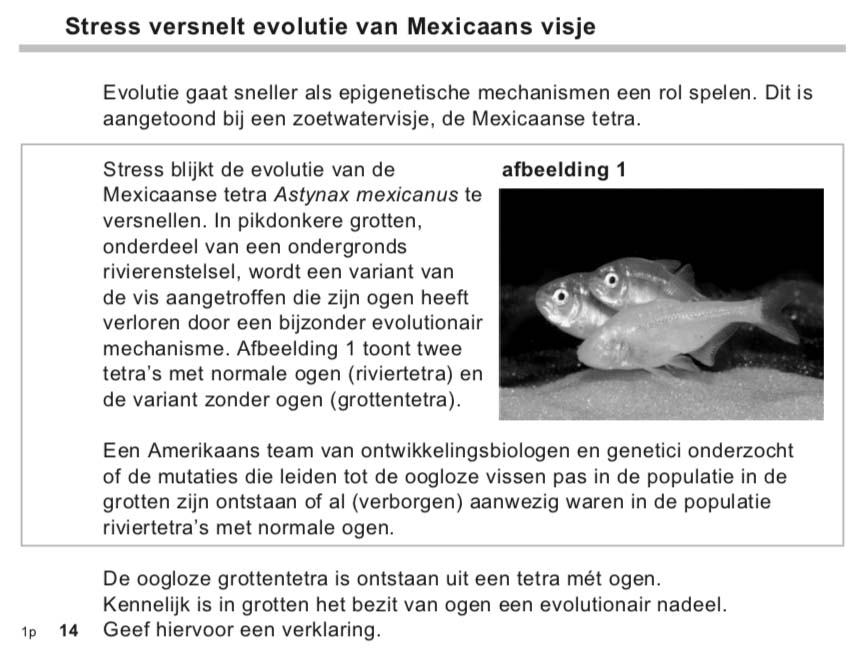 Stress versnelt evolutie van Mexicaans visje
Evolutie gaat sneller als epigenetische mechanismen een rol spelen. Dit is
aangetoond bij een zoetwatervisje, de Mexicaanse tetra.
Stress blijkt de evolutie van de
Mexicaanse tetra Astynax mexicanus te
versnellen. In pikdonkere grotten,
onderdeel van een ondergronds
rivierenstelsel, wordt een variant van
de vis aangetroffen die zijn ogen heeft
verloren door een bijzonder evolutionair
mechanisme. Afbeelding 1 toont twee
tetra's met normale ogen (riviertetra) en
de variant zonder ogen (grottentetra).
afbeelding 1
Een Amerikaans team van ontwikkelingsbiologen en genetici onderzocht
of de mutaties die leiden tot de oogloze vissen pas in de populatie in de
grotten zijn ontstaan of al (verborgen) aanwezig waren in de populatie
riviertetra's met normale ogen.
De oogloze grottentetra is ontstaan uit een tetra mét ogen.
Kennelijk is in grotten het bezit van ogen een evolutionair nadeel.
1p 14 Geef hiervoor een verklaring.